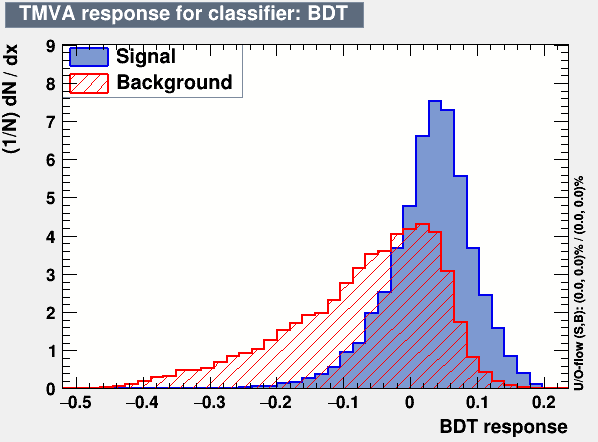 TMVA response for classifier: BDT
(1/N) dN / dx
Signal
Background
9
8
7
6
5
4
3
2
1
0
−0.5 −0.4 −0.3 −0.2 −0.1 0 0.1 0.2
BDT response
U/O-flow (S,B): (0.0, 0.0)% / (0.0, 0.0)%